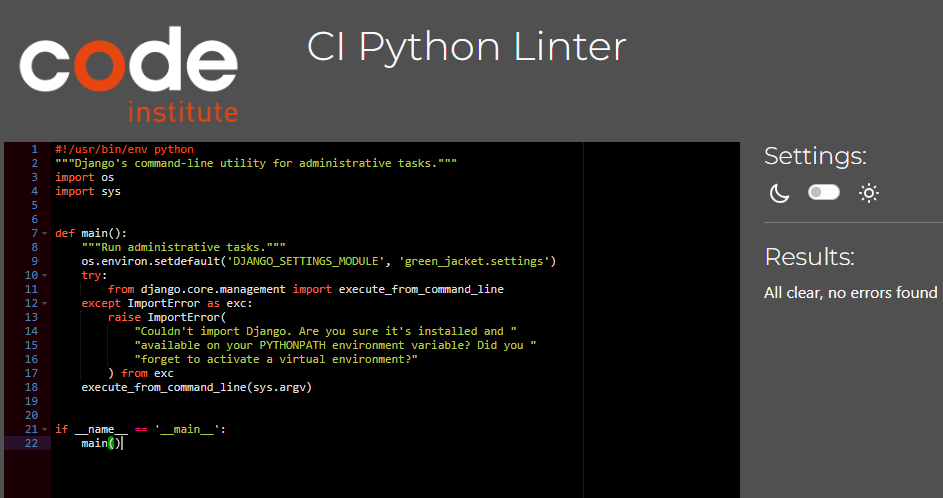 code
institute
CI Python Linter
1 #!/usr/bin/env python
2 """Django's command-line utility for administrative tasks."""
3 import os
4 import sys
5
6
7 def main():
8     """Run administrative tasks."""
9     os.environ.setdefault('DJANGO_SETTINGS_MODULE', 'green_jacket.settings')
10     try:
11         from django.core.management import execute_from_command_line
12     except ImportError as exc:
13         raise ImportError(
14             "Couldn't import Django. Are you sure it's installed and "
15             "available on your PYTHONPATH environment variable? Did you "
16             "forget to activate a virtual environment?"
17         ) from exc
18     execute_from_command_line(sys.argv)
19
20
21 if __name__ == '__main__':
22     main()
Settings:
Results:
All clear, no errors found